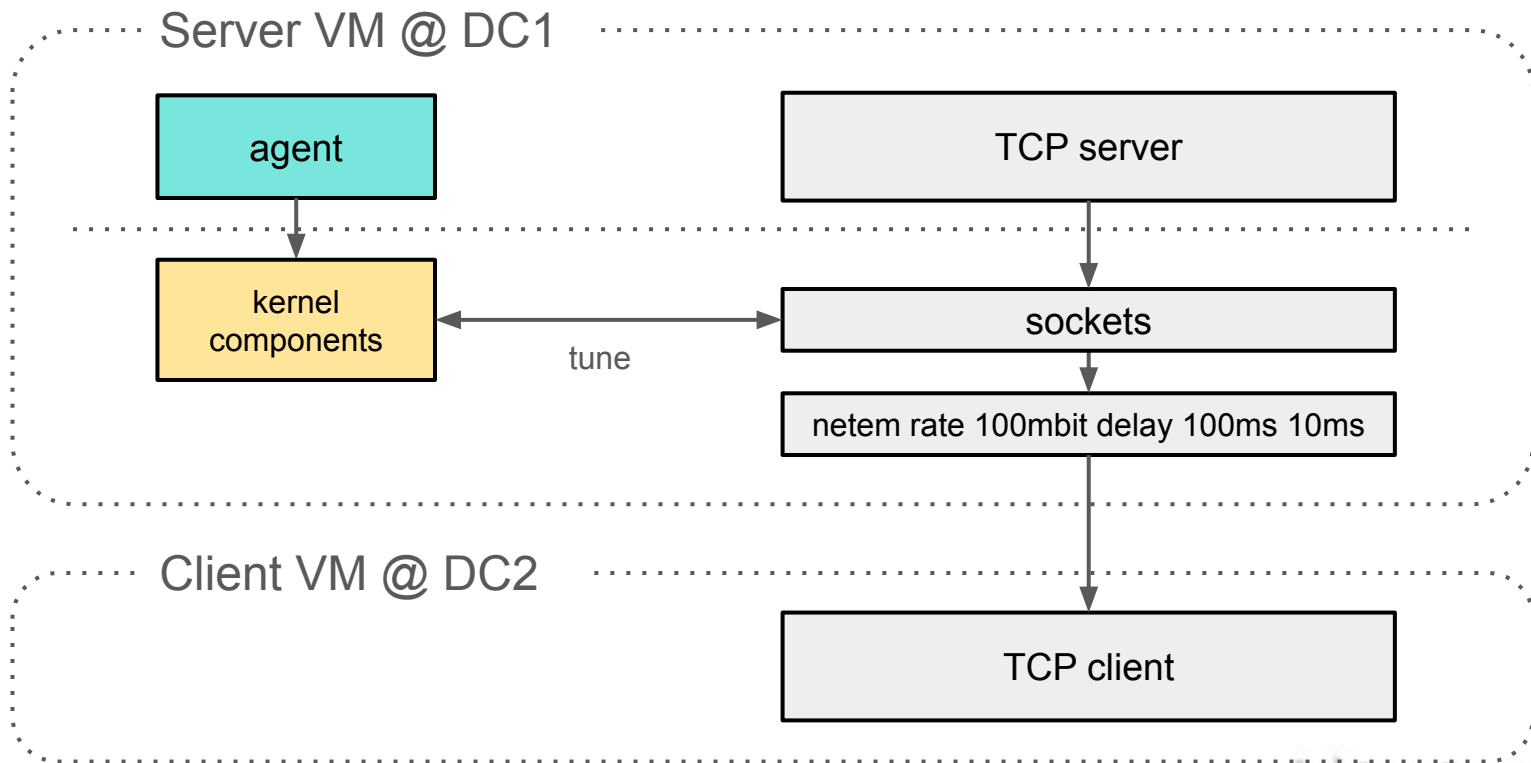 Server VM @ DC1
agent
TCP server
kernel
components
sockets
tune
netem rate 100mbit delay 100ms 10ms
Client VM @ DC2
TCP client